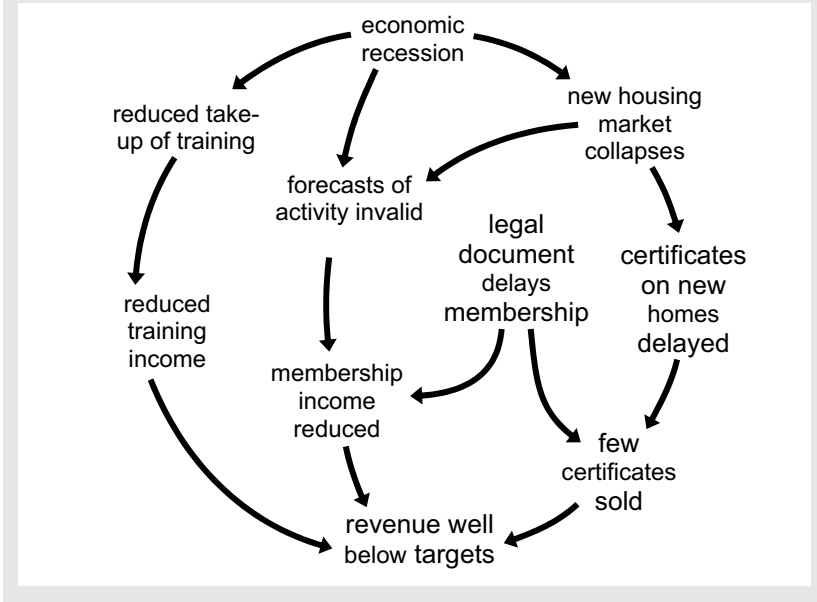 economic
recession
reduced take-
up of training
new housing
market
collapses
forecasts of
activity invalid
legal
document
delays
membership
certificates
on new
homes
delayed
reduced
training
income
membership
income
reduced
few
certificates
sold
revenue well
below targets